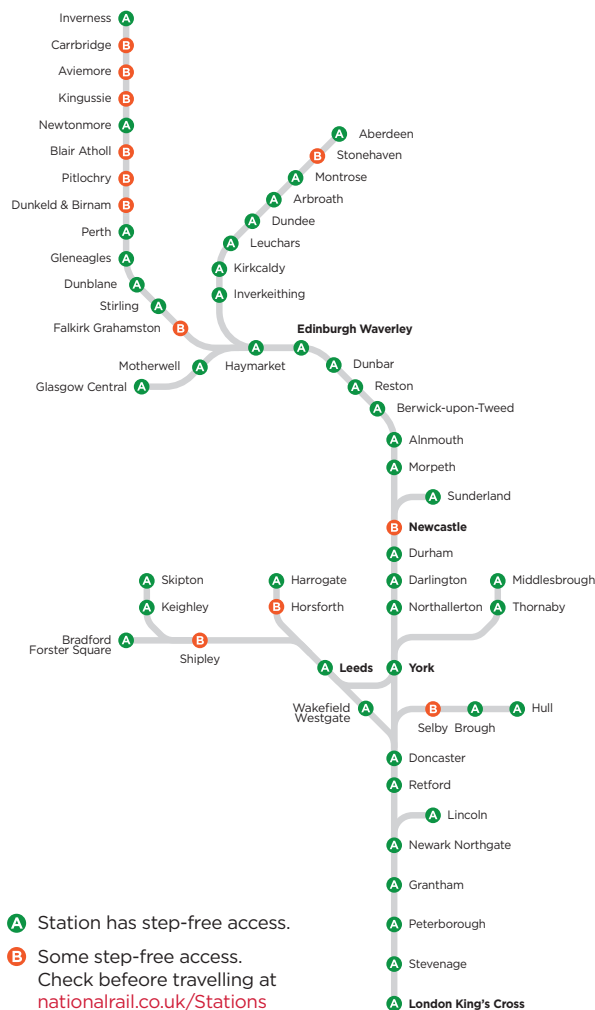 Inverness A
Carrbridge B
Aviemore B
Kingussie B
Newtonmore A
Blair Atholl B
Pitlochry B
Dunkeld & Birnam B
Perth A
Gleneagles A
Dunblane A
Stirling A
Falkirk Grahamston B
A Aberdeen
B Stonehaven
A Montrose
A Arbroath
A Dundee
A Leuchars
A Kirkcaldy
A Inverkeithing
Edinburgh Waverley
A
A
Haymarket
Motherwell A
Glasgow Central A
A Dunbar
A Reston
A Berwick-upon-Tweed
A Alnmouth
A Morpeth
A Sunderland
B Newcastle
A Durham
A Darlington
A Northallerton
A Middlesbrough
A Thornaby
A Skipton
A Keighley
Bradford
Forster Square
A
B
Shipley
A Harrogate
B Horsforth
A Leeds
A York
Wakefield
Westgate
A
B A A Hull
Selby Brough
A Doncaster
A Retford
A Lincoln
A Newark Northgate
A Grantham
A Peterborough
A Stevenage
A London King's Cross
A Station has step-free access.
B Some step-free access.
Check befeore travelling at
nationalrail.co.uk/Stations